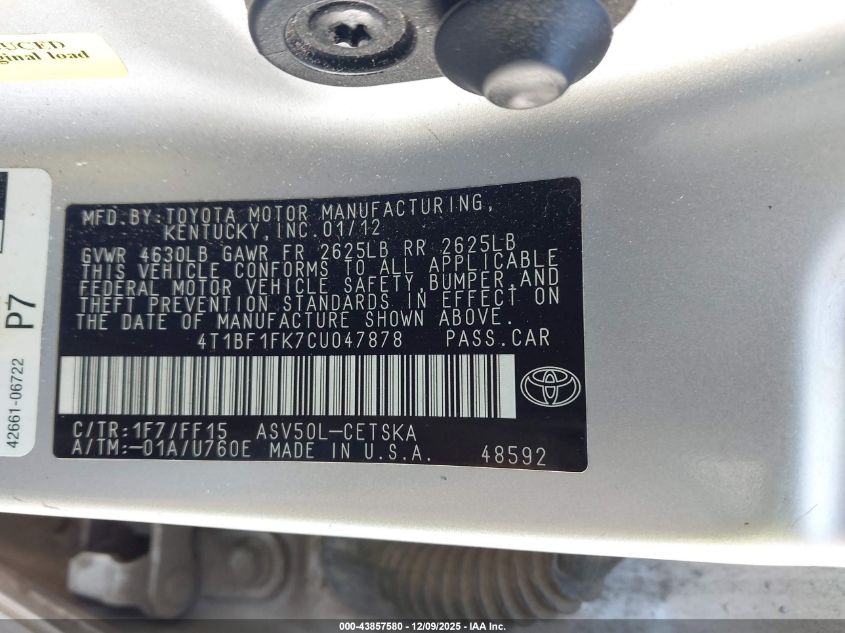 UCED
ginal load
P7
42661-06722
MFD.BY:TOYOTA MOTOR MANUFACTURING,
KENTUCKY, INC.01/12
GVWR 4630LB GAWR FR 2625LB RR 2625LB
THIS VEHICLE CONFORMS TO ALL APPLICABLE
FEDERAL MOTOR VEHICLE SAFETY,BUMPER,AND
THEFT PREVENTION STANDARDS IN EFFECT ON
THE DATE OF MANUFACTURE SHOWN ABOVE.
4T1BF1FK7CU047878 PASS.CAR
C/TR:1F7/FF15 ASV50L-CETSKA
A/TM:-01A/U760E MADE IN U.S.A. 48592
000-43857580 - 12/09/2025 - IAA Inc.